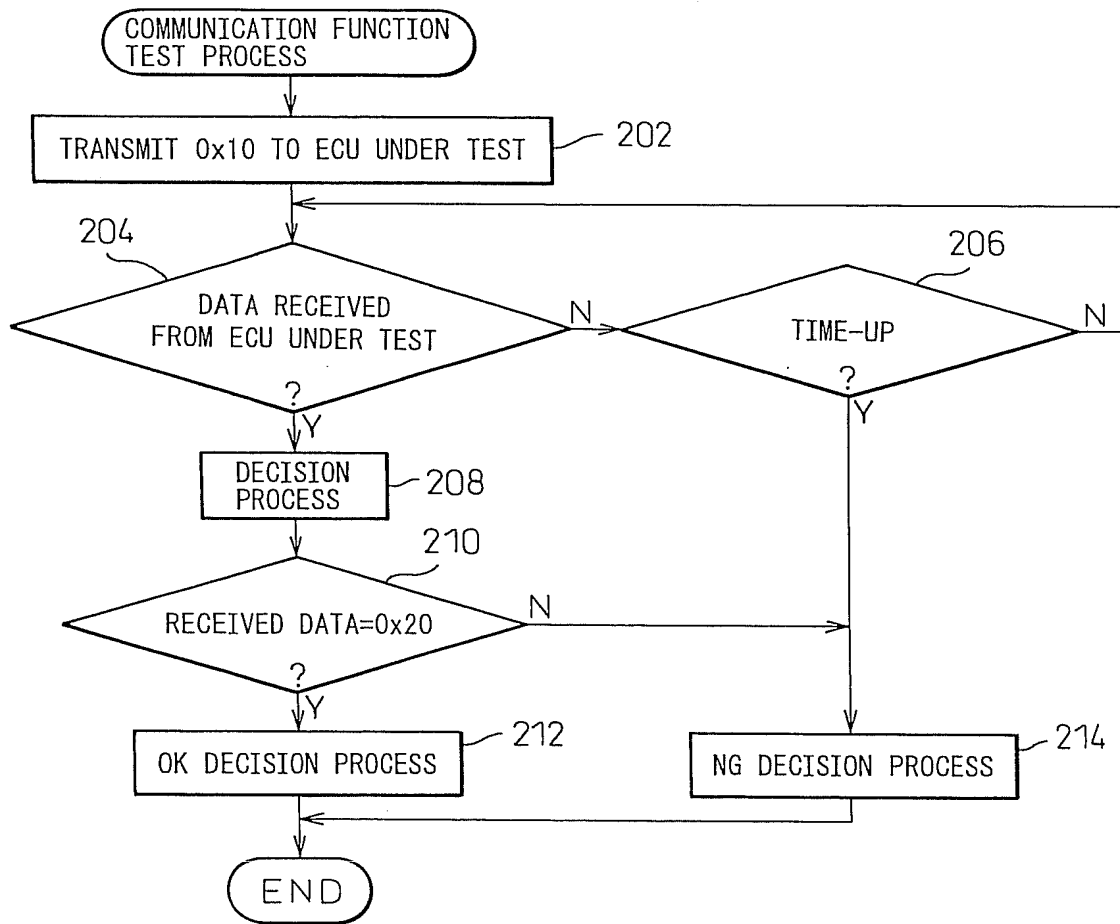 COMMUNICATION FUNCTION
TEST PROCESS
TRANSMIT 0x10 TO ECU UNDER TEST
202
204
DATA RECEIVED
FROM ECU UNDER TEST
?
N
Y
206
TIME-UP
?
N
Y
DECISION
PROCESS
208
210
RECEIVED DATA=0x20
?
N
Y
OK DECISION PROCESS
212
NG DECISION PROCESS
214
END